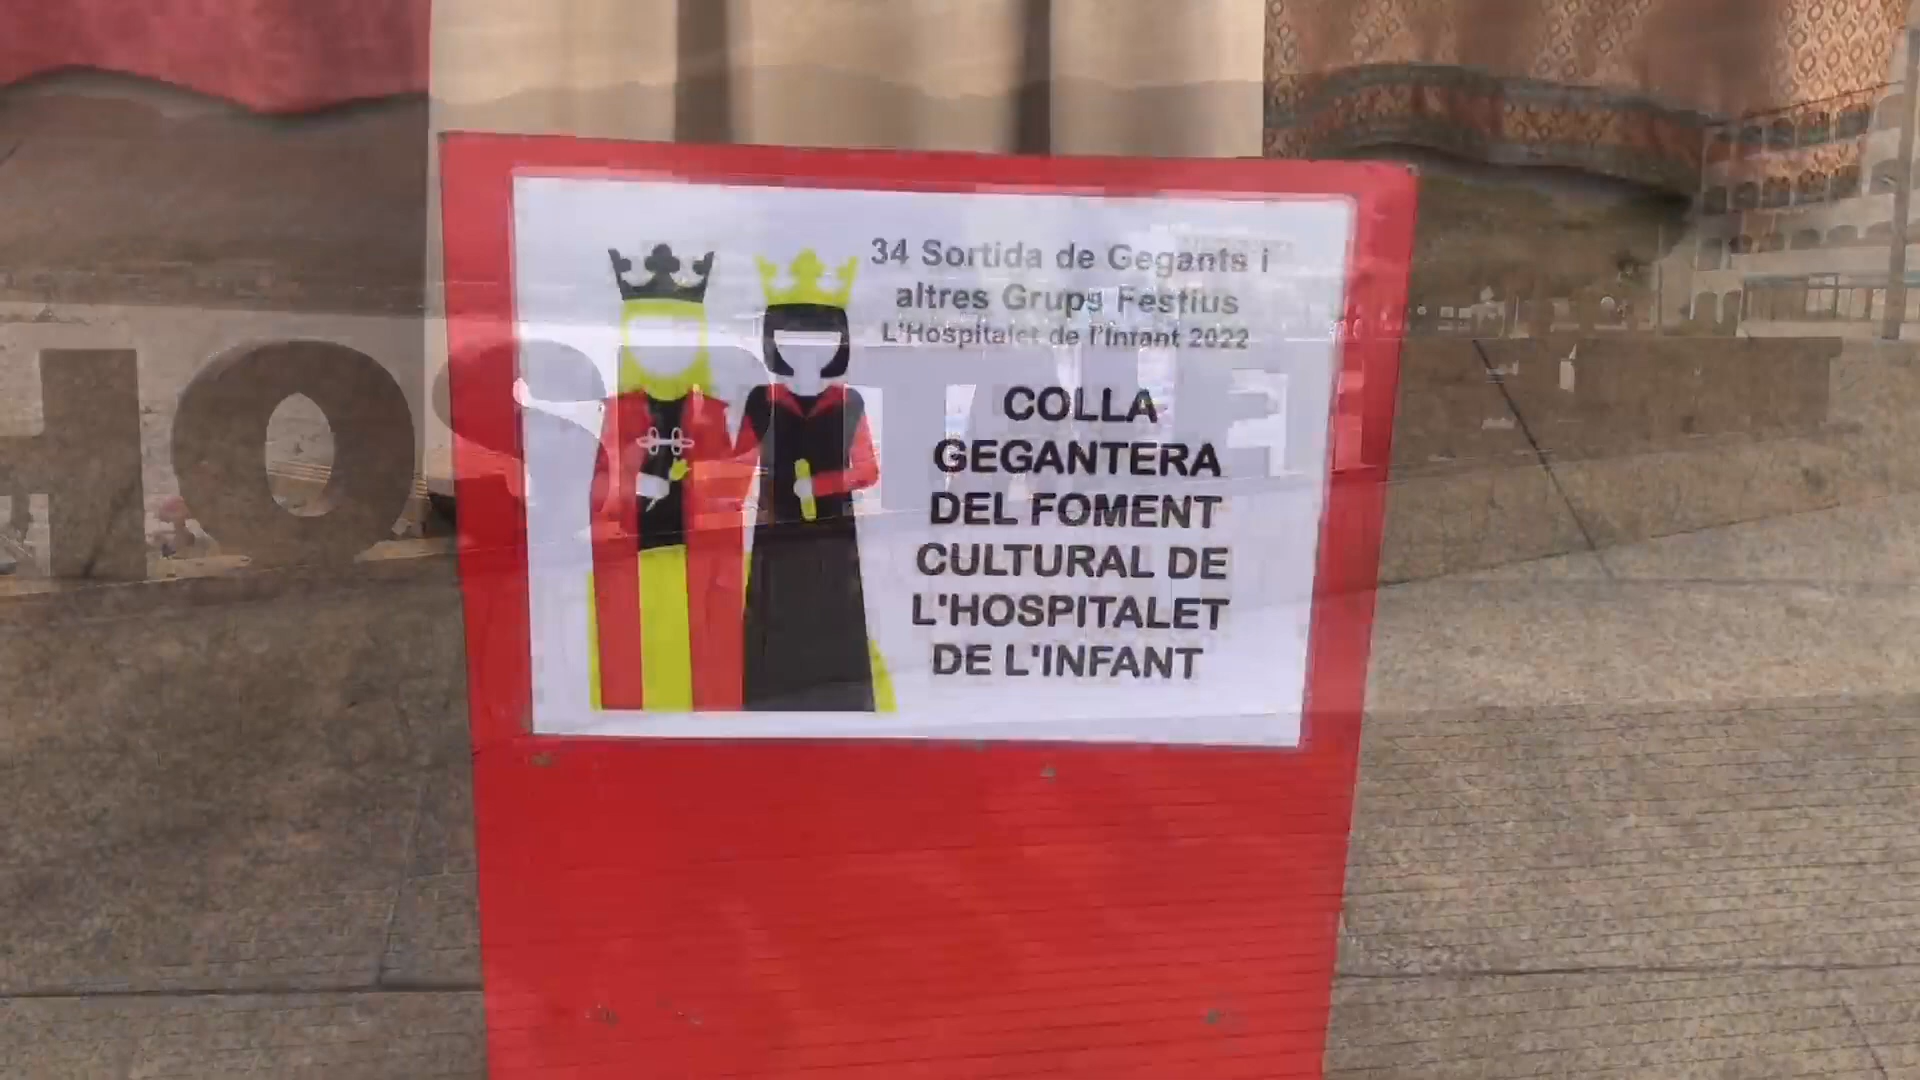 34 Sortida de Gegants i
altres Grups Festius
L'Hospitalet de l'Infant 2022
COLLA
GEGANTERA
DEL FOMENT
CULTURAL DE
L'HOSPITALET
DE L'INFANT
HOSPITALET